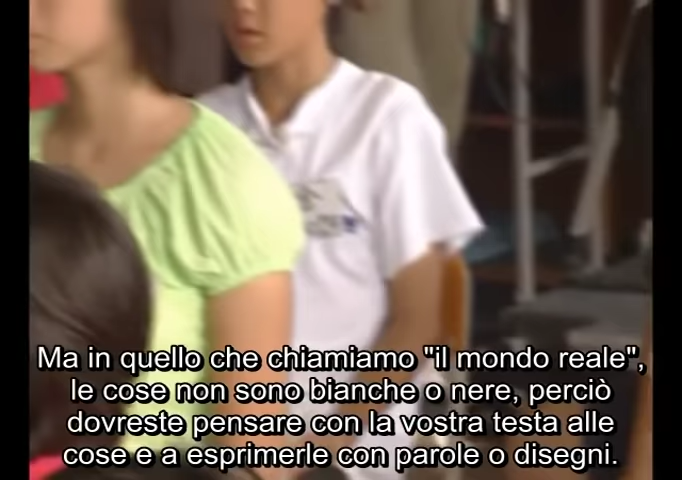 Ma in quello che chiamiamo "il mondo reale",
le cose non sono bianche o nere, perciò
dovreste pensare con la vostra testa alle
cose e a esprimerle con parole o disegni.